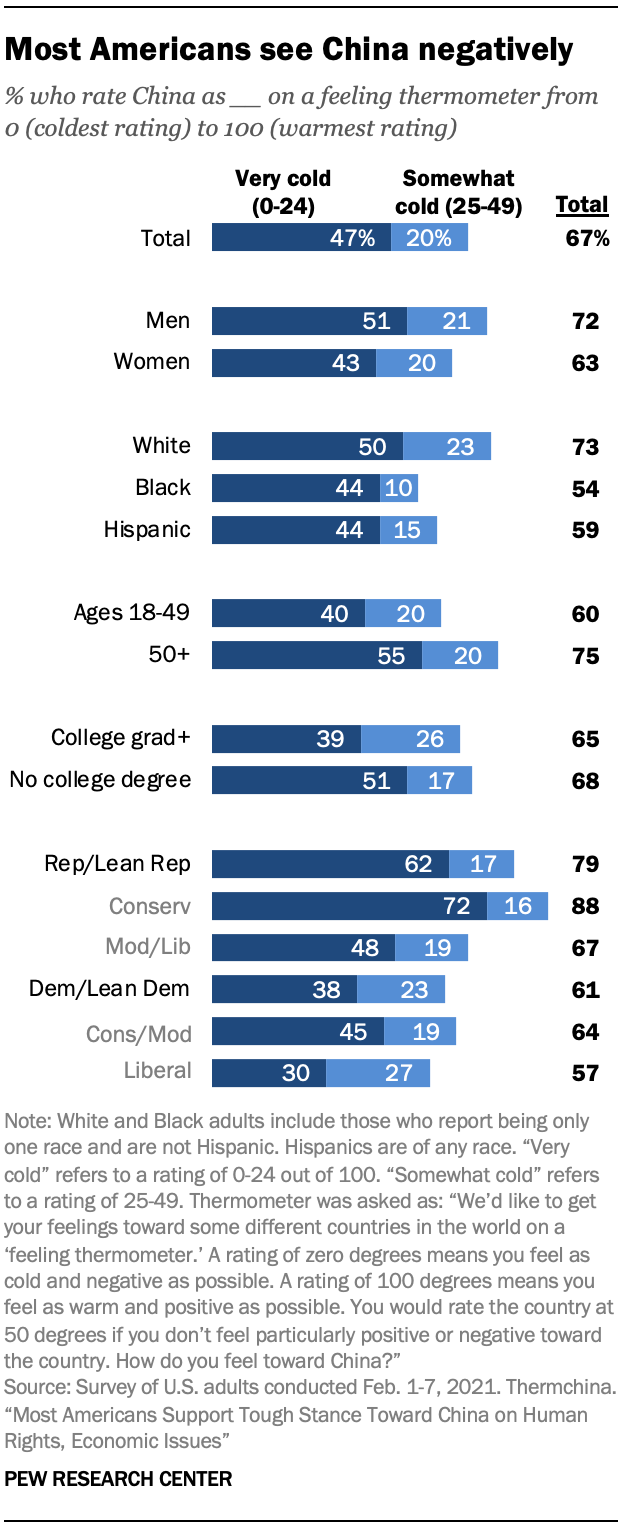 Most Americans see China negatively
% who rate China as __ on a feeling thermometer from
0 (coldest rating) to 100 (warmest rating)
Very cold Somewhat
(0-24) cold (25-49) Total
Total 47% 20% 67%
Men 51 21 72
Women 43 20 63
White 50 23 73
Black 44 10 54
Hispanic 44 15 59
Ages 18-49 40 20 60
50+ 55 20 75
College grad+ 39 26 65
No college degree 51 17 68
Rep/Lean Rep 62 17 79
Conserv 72 16 88
Mod/Lib 48 19 67
Dem/Lean Dem 38 23 61
Cons/Mod 45 19 64
Liberal 30 27 57
Note: White and Black adults include those who report being only
one race and are not Hispanic. Hispanics are of any race. “Very
cold” refers to a rating of 0-24 out of 100. “Somewhat cold” refers
to a rating of 25-49. Thermometer was asked as: “We’d like to get
your feelings toward some different countries in the world on a
‘feeling thermometer.’ A rating of zero degrees means you feel as
cold and negative as possible. A rating of 100 degrees means you
feel as warm and positive as possible. You would rate the country at
50 degrees if you don’t feel particularly positive or negative toward
the country. How do you feel toward China?”
Source: Survey of U.S. adults conducted Feb. 1-7, 2021. Thermchina.
“Most Americans Support Tough Stance Toward China on Human
Rights, Economic Issues”
PEW RESEARCH CENTER